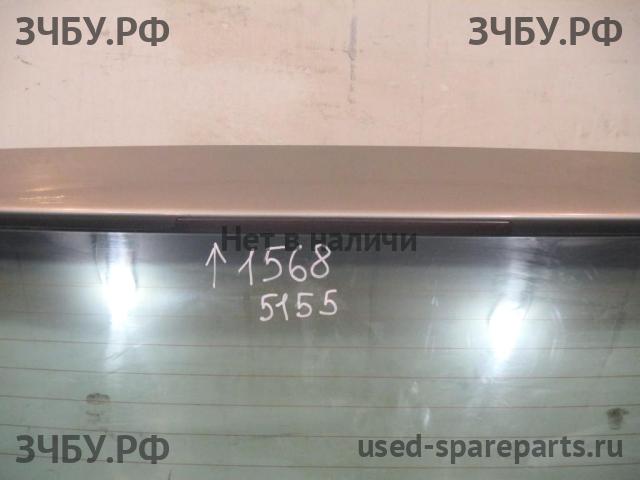 ЗЧБУ.РФ ЗЧБУ.РФ
Нет в наличии
↑ 1568
5155
ЗЧБУ.РФ used-spareparts.ru